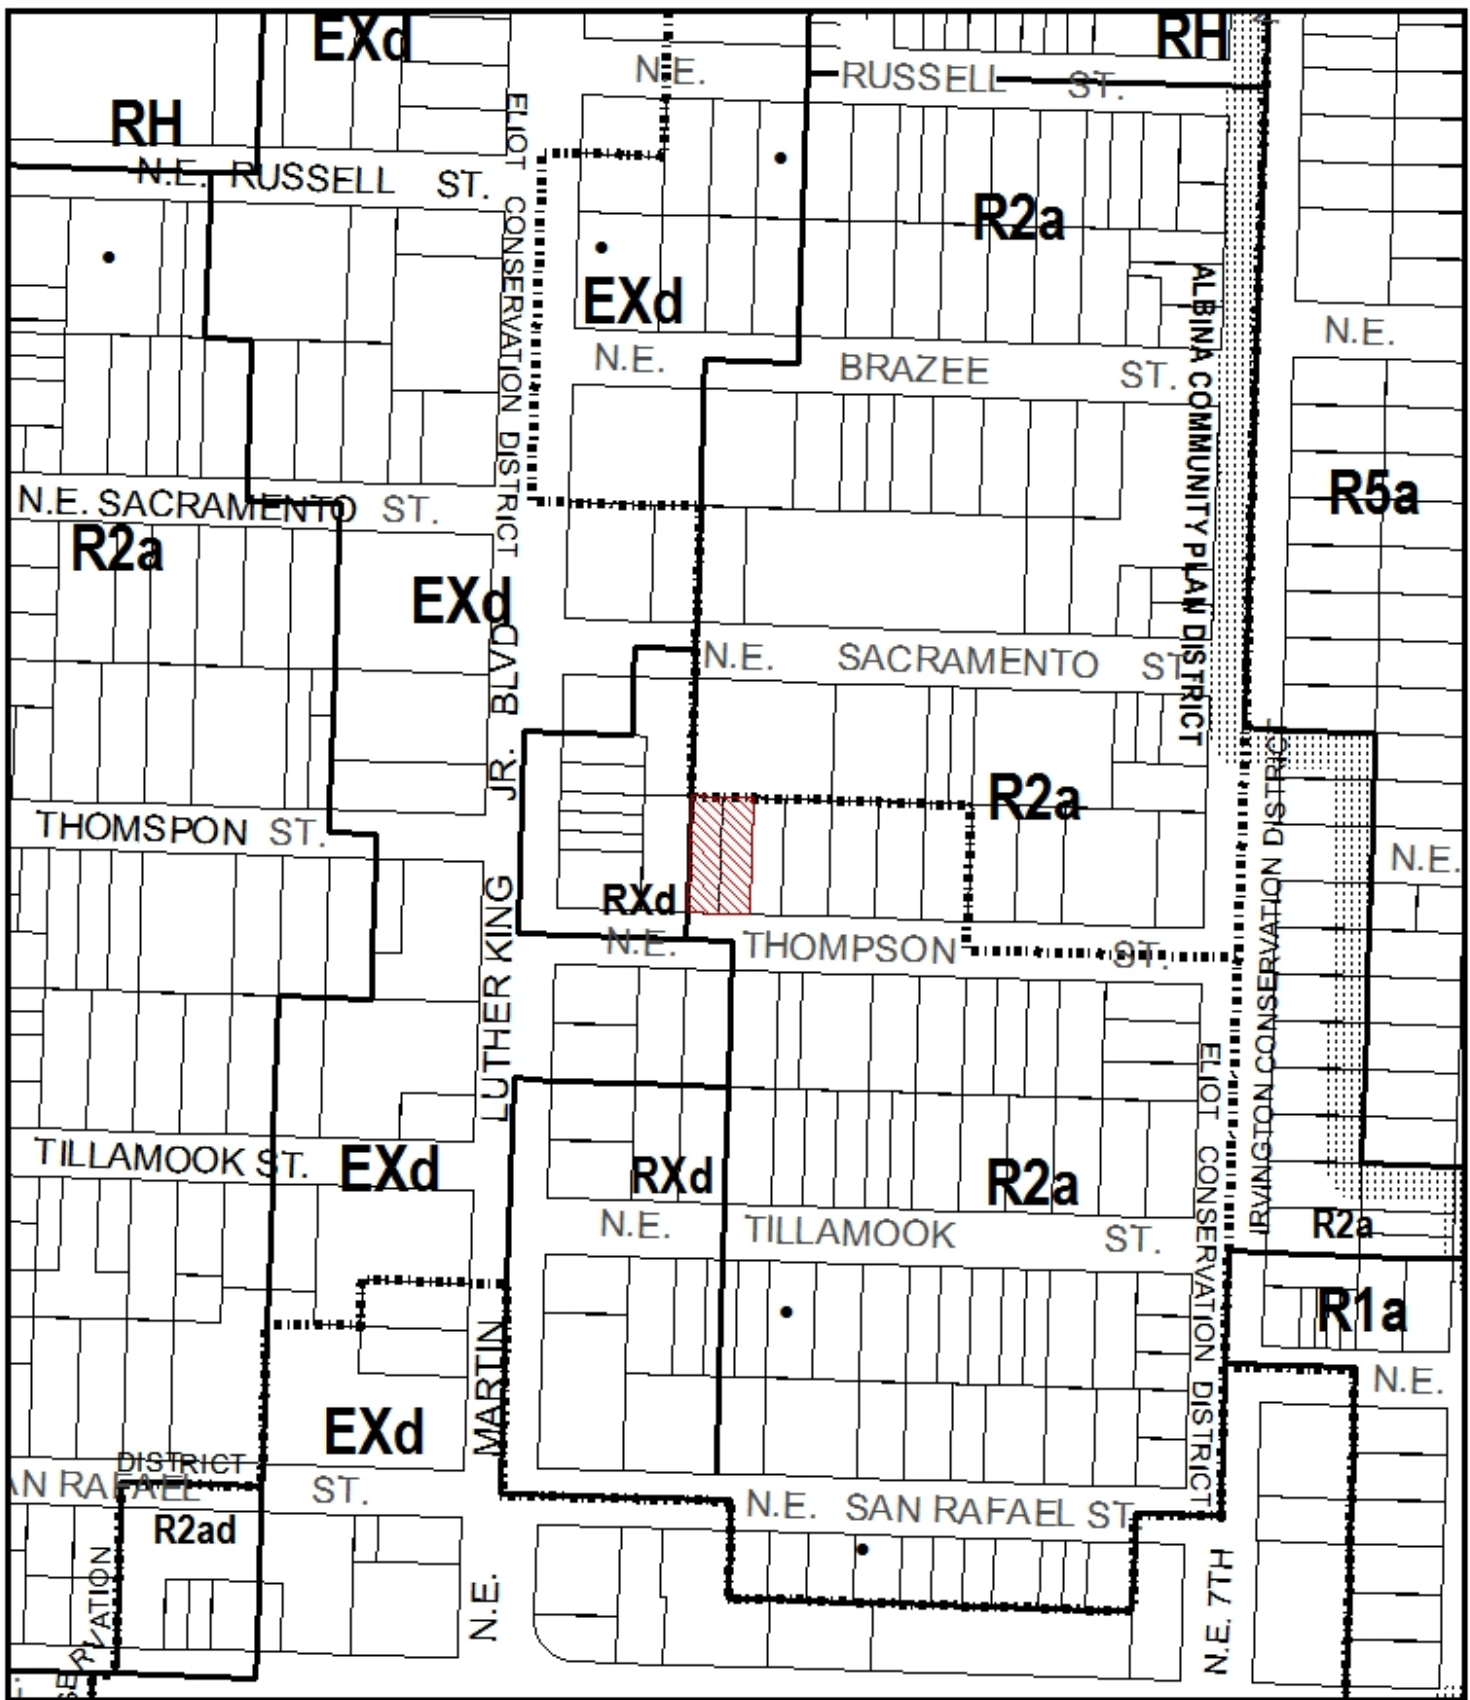 EXd
RH
N.E.
RUSSELL ST.
RH
N.E. RUSSELL ST.
R2a
EXd
N.E.
N.E. BRAZEE ST.
ELIOT CONSERVATION DISTRICT
ALBINA COMMUNITY PLAN DISTRICT
R5a
N.E. SACRAMENTO ST.
R2a
EXd
N.E. SACRAMENTO ST
R2a
THOMSPON ST.
N.E.
RXd
N.E. THOMPSON ST.
IRVINGTON CONSERVATION DISTRICT
ELIOT CONSERVATION DISTRICT
TILLAMOOK ST.
EXd
RXd
R2a
N.E. TILLAMOOK ST.
R2a
R1a
N.E.
EXd
DISTRICT
AN RAFAEL ST.
N.E. SAN RAFAEL ST.
R2ad
N.E. MARTIN LUTHER KING JR. BLVD
N.E. 7TH
SERVATION